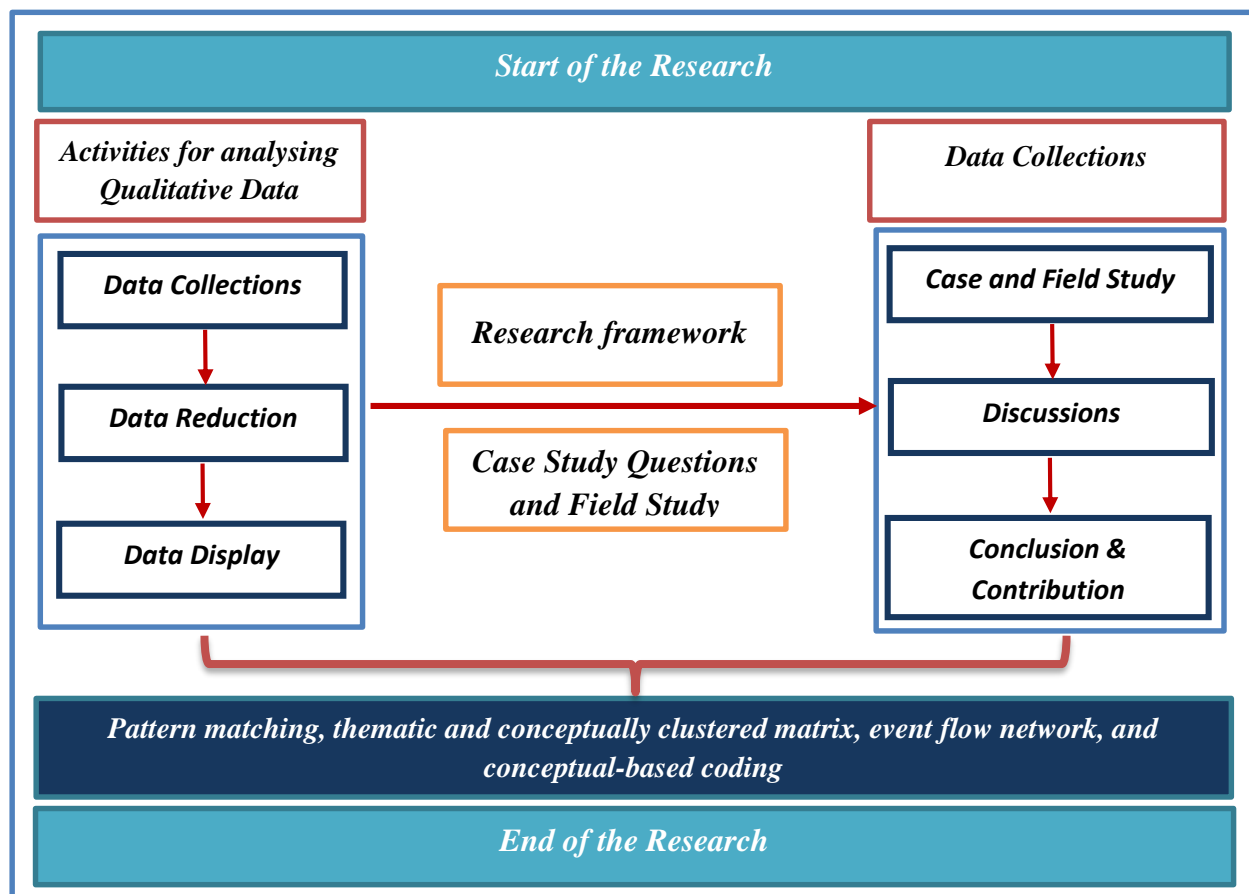 Start of the Research
Activities for analysing
Qualitative Data
Data Collections
Data Reduction
Data Display
Research framework
Case Study Questions
and Field Study
Data Collections
Case and Field Study
Discussions
Conclusion &
Contribution
Pattern matching, thematic and conceptually clustered matrix, event flow network, and
conceptual-based coding
End of the Research